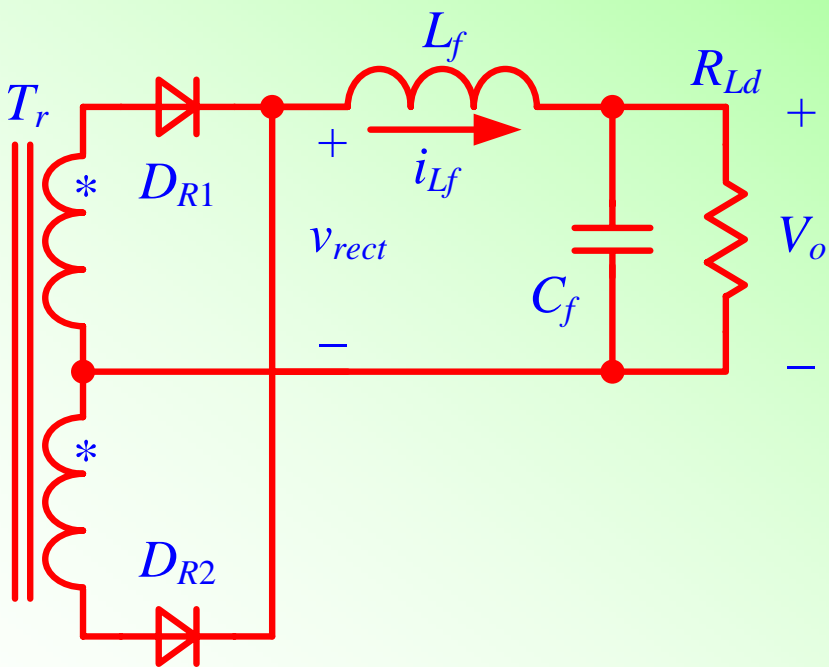 L_f
R_Ld
T_r
+
+
D_R1
i_Lf
*
v_rect
V_o
C_f
−
−
*
D_R2